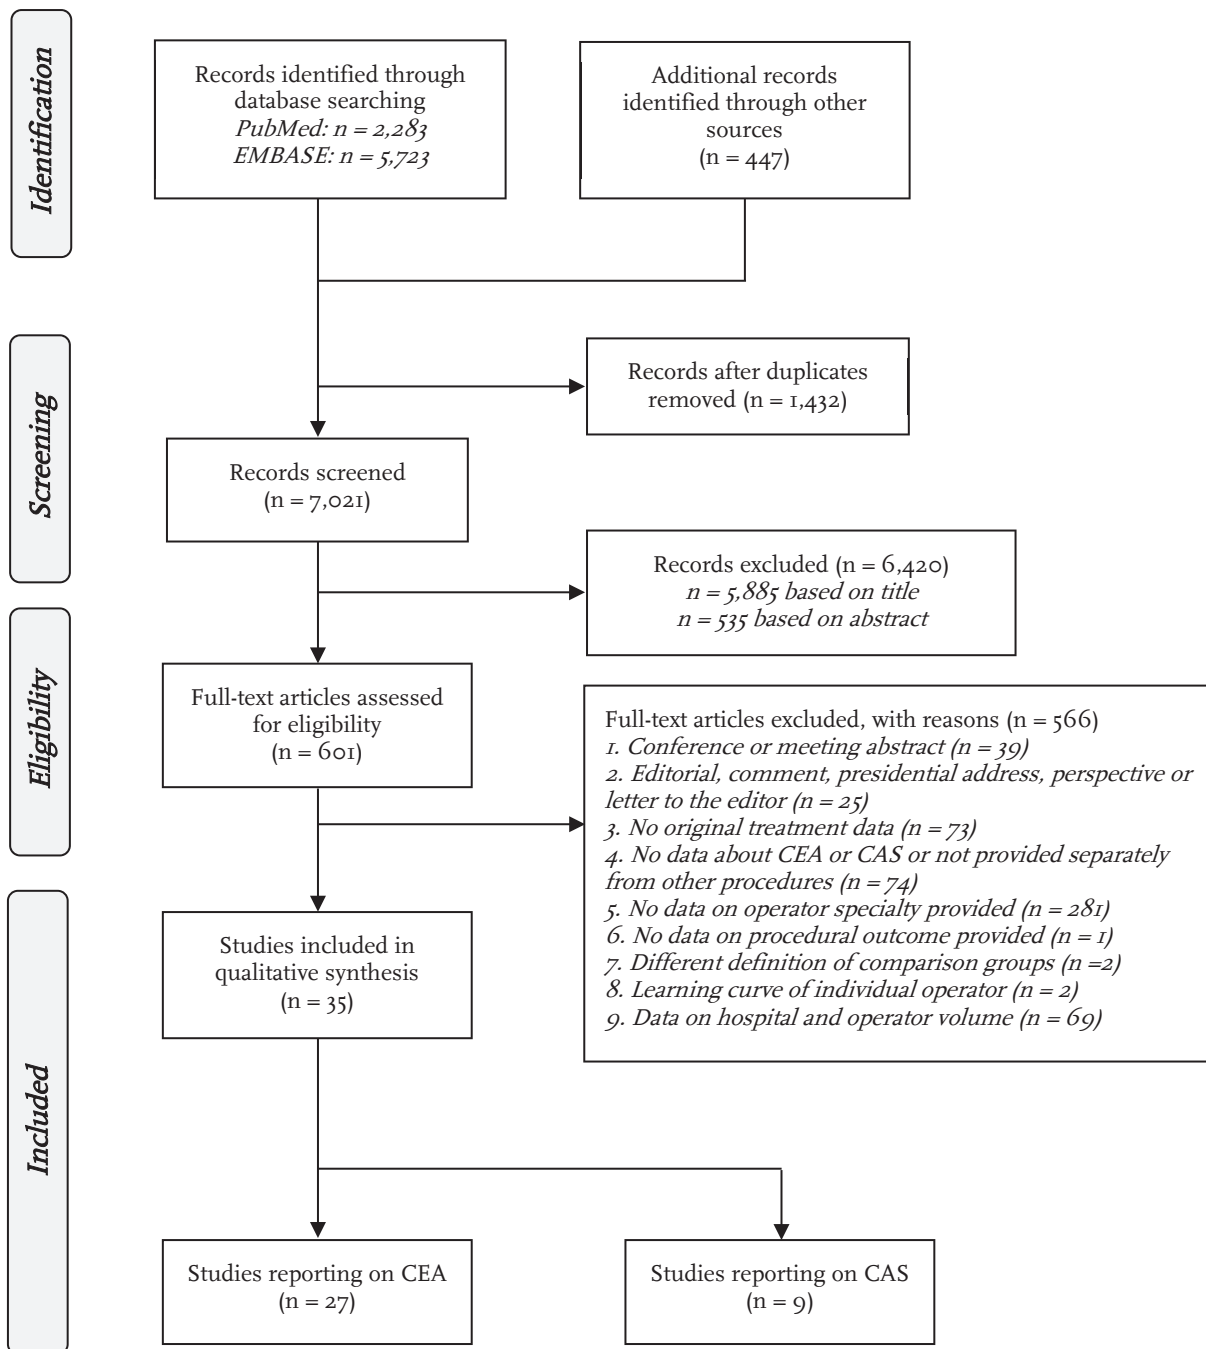 Identification
Records identified through
database searching
PubMed: n = 2,283
EMBASE: n = 5,723
Additional records
identified through other
sources
(n = 447)
Screening
Records after duplicates
removed (n = 1,432)
Records screened
(n = 7,021)
Records excluded (n = 6,420)
n = 5,885 based on title
n = 535 based on abstract
Eligibility
Full-text articles assessed
for eligibility
(n = 601)
Full-text articles excluded, with reasons (n = 566)
1. Conference or meeting abstract (n = 39)
2. Editorial, comment, presidential address, perspective or
letter to the editor (n = 25)
3. No original treatment data (n = 73)
4. No data about CEA or CAS or not provided separately
from other procedures (n = 74)
5. No data on operator specialty provided (n = 281)
6. No data on procedural outcome provided (n = 1)
7. Different definition of comparison groups (n =2)
8. Learning curve of individual operator (n = 2)
9. Data on hospital and operator volume (n = 69)
Included
Studies included in
qualitative synthesis
(n = 35)
Studies reporting on CEA
(n = 27)
Studies reporting on CAS
(n = 9)